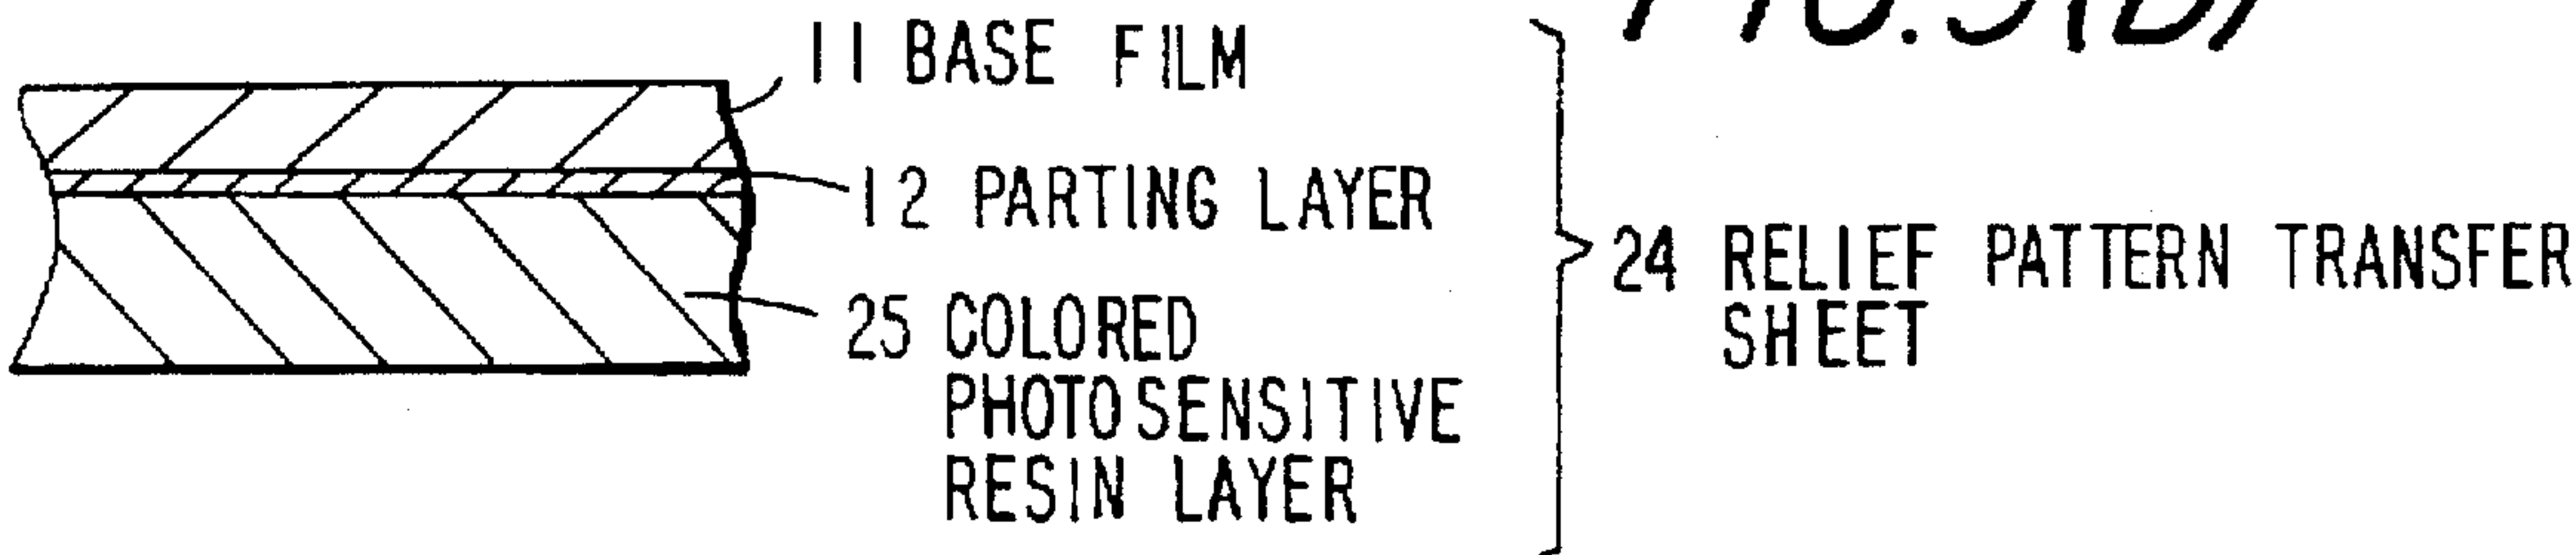 11 BASE FILM
12 PARTING LAYER
25 COLORED
PHOTOSENSITIVE
RESIN LAYER
24 RELIEF PATTERN TRANSFER
SHEET